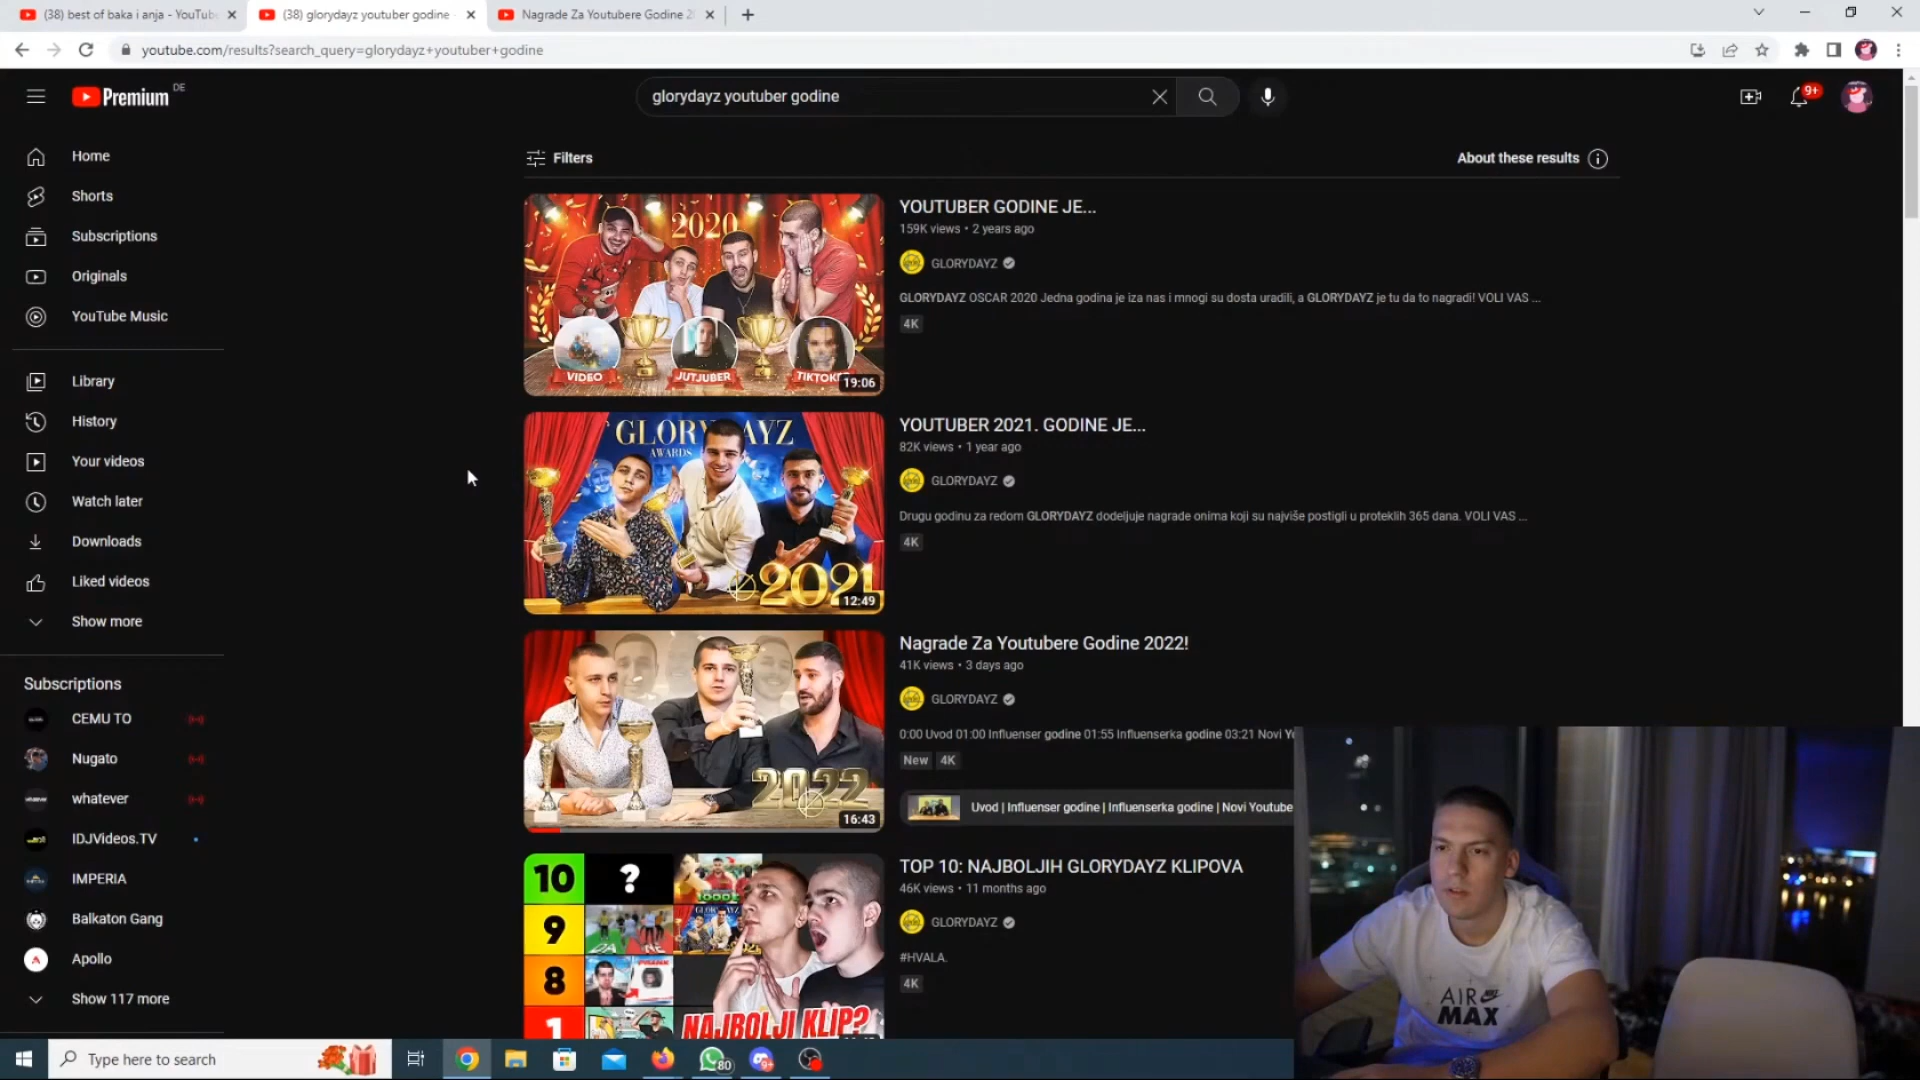 (38) best of baka i anja - YouTub
(38) glorydayz youtuber godine
Nagrade Za Youtubere Godine 2
youtube.com/results?search_query=glorydayz+youtuber+godine
Premium DE
glorydayz youtuber godine
9+
Home
Shorts
Subscriptions
Originals
YouTube Music
Library
History
Your videos
Watch later
Downloads
Liked videos
Show more
Subscriptions
CEMU TO
Nugato
whatever
IDJVideos.TV
IMPERIA
Balkaton Gang
Apollo
Show 117 more
Filters
About these results
2020
VIDEO
JUTJUBER
TIKTOK
19:06
YOUTUBER GODINE JE...
159K views • 2 years ago
GLORYDAYZ
GLORYDAYZ OSCAR 2020 Jedna godina je iza nas i mnogi su dosta uradili, a GLORYDAYZ je tu da to nagradi! VOLI VAS ...
4K
GLORYDAYZ
AWARDS
2021
12:49
YOUTUBER 2021. GODINE JE...
82K views • 1 year ago
GLORYDAYZ
Drugu godinu za redom GLORYDAYZ dodeljuje nagrade onima koji su najviše postigli u proteklih 365 dana. VOLI VAS ...
4K
2022
16:43
Nagrade Za Youtubere Godine 2022!
41K views • 3 days ago
GLORYDAYZ
0:00 Uvod 01:00 Influenser godine 01:55 Influenserka godine 03:21 Novi Y
New 4K
Uvod | Influenser godine | Influenserka godine | Novi Youtube
10
?
9
8
1
NAJBOLJI KLIP?
TOP 10: NAJBOLJIH GLORYDAYZ KLIPOVA
46K views • 11 months ago
GLORYDAYZ
#HVALA.
4K
AIR
MAX
Type here to search
80
9+